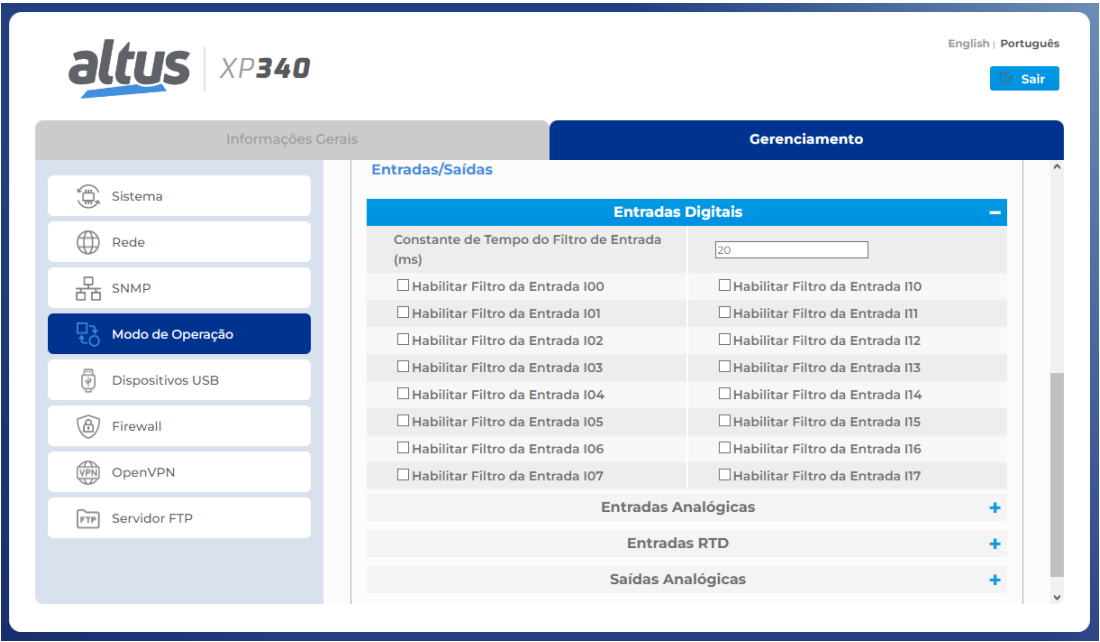 English | Português
altus XP340
Sair
Informações Gerais
Gerenciamento
Sistema
Rede
SNMP
Modo de Operação
Dispositivos USB
Firewall
VPN OpenVPN
FTP Servidor FTP
Entradas/Saídas
Entradas Digitais
Constante de Tempo do Filtro de Entrada
(ms)
20
Habilitar Filtro da Entrada I00 Habilitar Filtro da Entrada I10
Habilitar Filtro da Entrada I01 Habilitar Filtro da Entrada I11
Habilitar Filtro da Entrada I02 Habilitar Filtro da Entrada I12
Habilitar Filtro da Entrada I03 Habilitar Filtro da Entrada I13
Habilitar Filtro da Entrada I04 Habilitar Filtro da Entrada I14
Habilitar Filtro da Entrada I05 Habilitar Filtro da Entrada I15
Habilitar Filtro da Entrada I06 Habilitar Filtro da Entrada I16
Habilitar Filtro da Entrada I07 Habilitar Filtro da Entrada I17
Entradas Analógicas
Entradas RTD
Saídas Analógicas